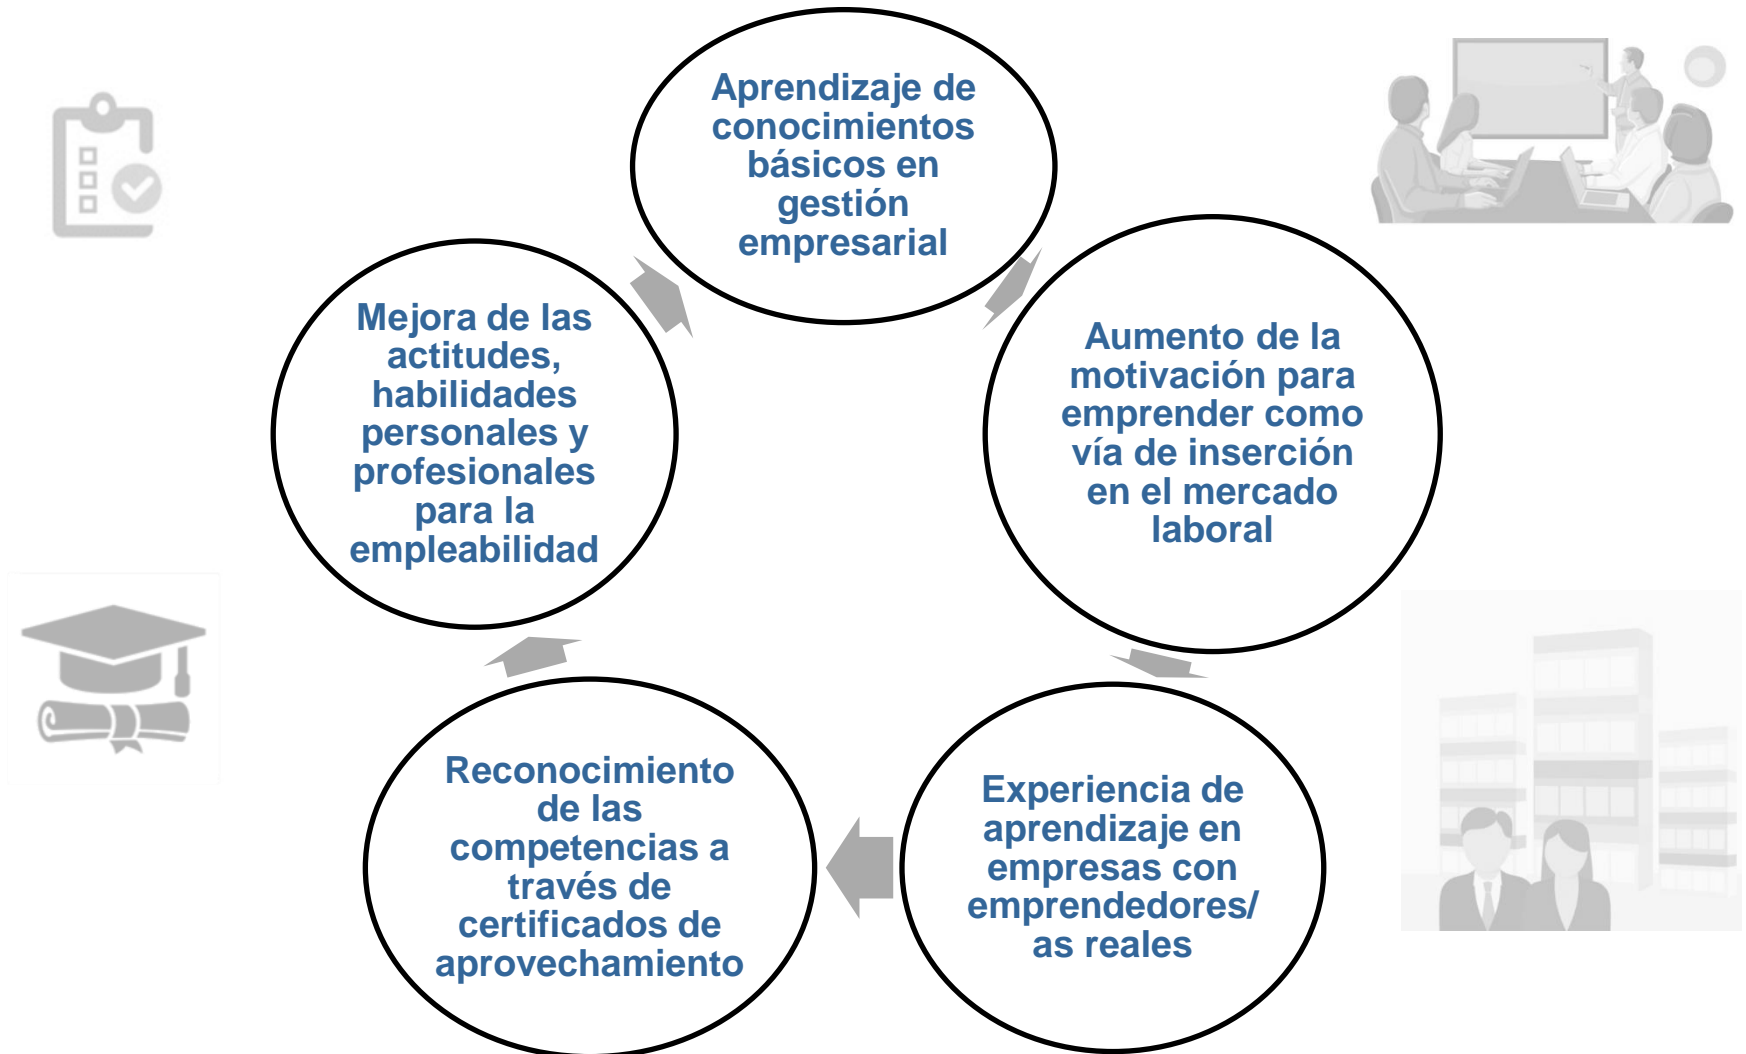 Aprendizaje de
conocimientos
básicos en
gestión
empresarial
Aumento de la
motivación para
emprender como
vía de inserción
en el mercado
laboral
Experiencia de
aprendizaje en
empresas con
emprendedores/
as reales
Reconocimiento
de las
competencias a
través de
certificados de
aprovechamiento
Mejora de las
actitudes,
habilidades
personales y
profesionales
para la
empleabilidad